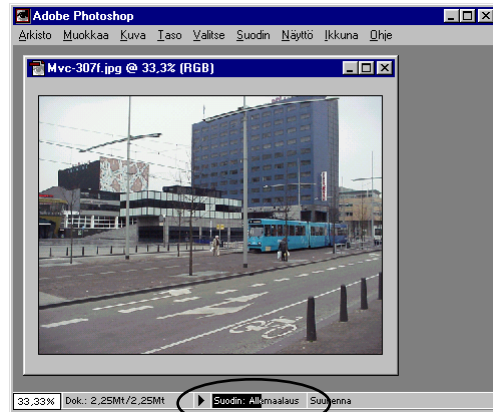 Adobe Photoshop
Arkisto Muokkaa Kuva Taso Valitse Suodin Näyttö Ikkuna Ohje
Mvc-307f.jpg @ 33,3% (RGB)
33,33% Dok.: 2,25Mt/2,25Mt Suodin: Allemaalaus Suurenna